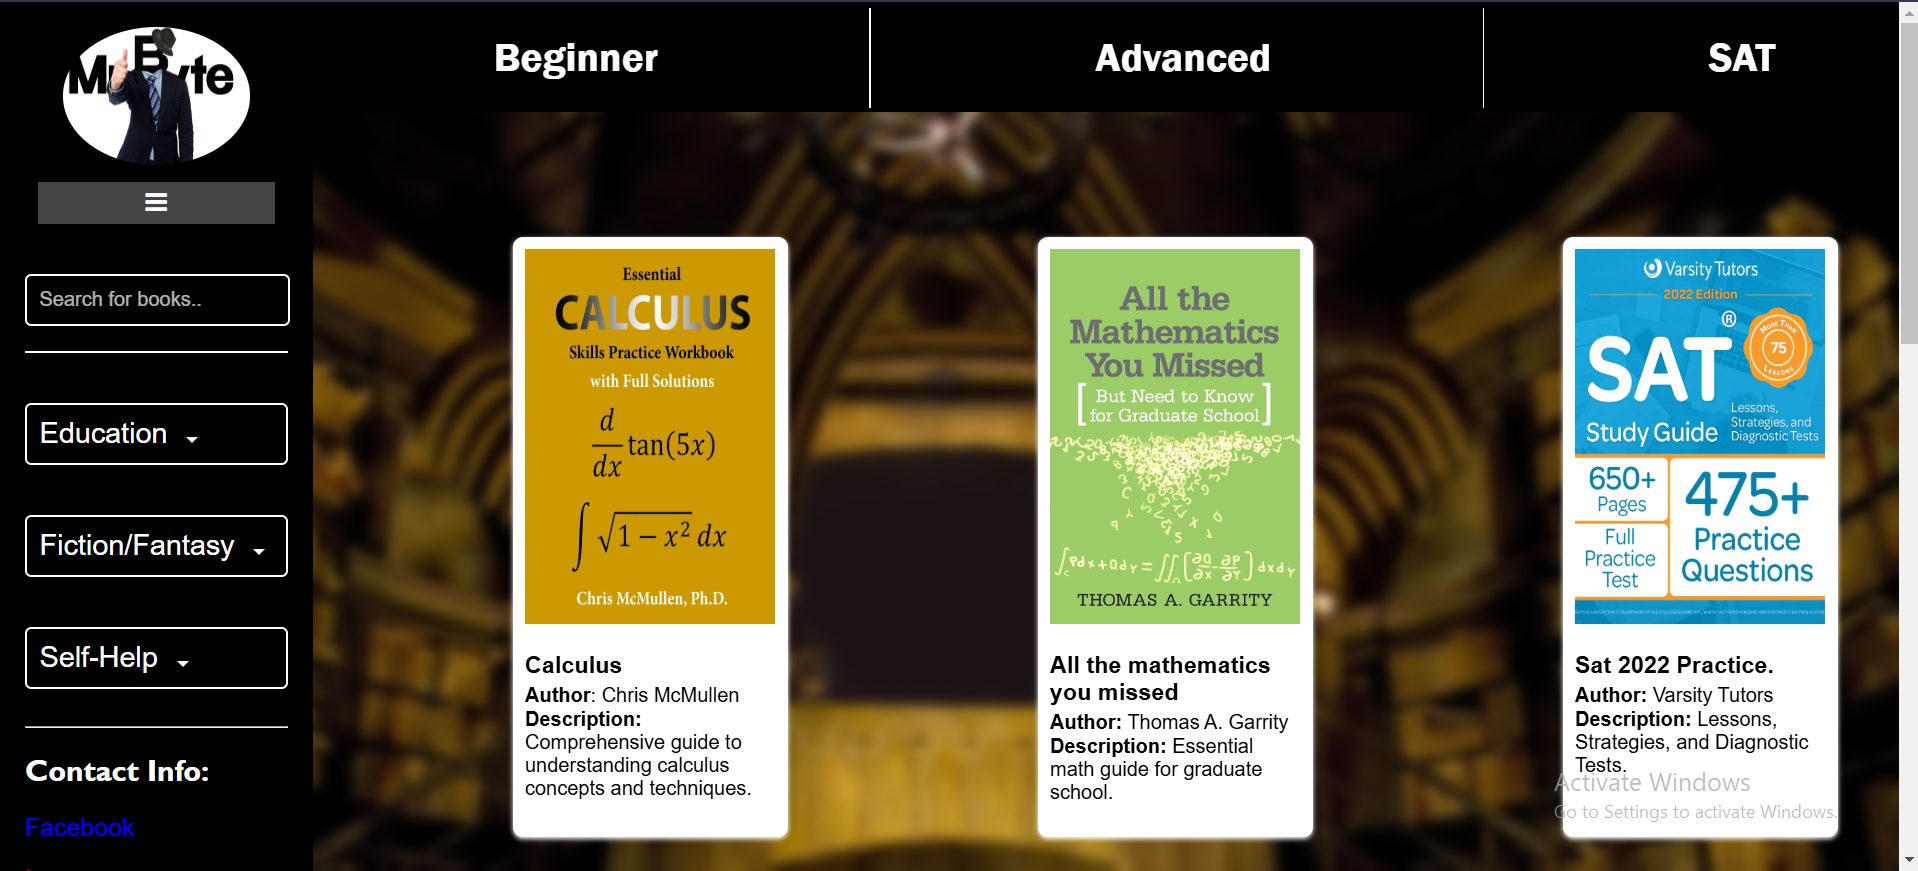 Beginner
Advanced
SAT
Search for books..
Education
Fiction/Fantasy
Self-Help
Contact Info:
Facebook
Essential
CALCULUS
Skills Practice Workbook
with Full Solutions
d
dx tan(5x)
∫ √1 − x² dx
Chris McMullen, Ph.D.
Calculus
Author: Chris McMullen
Description:
Comprehensive guide to
understanding calculus
concepts and techniques.
All the
Mathematics
You Missed
[But Need to Know
for Graduate School]
THOMAS A. GARRITY
All the mathematics
you missed
Author: Thomas A. Garrity
Description: Essential
math guide for graduate
school.
Varsity Tutors
2022 Edition
SAT®
MORE THAN
75
LESSONS
Study Guide
Lessons,
Strategies, and
Diagnostic Tests
650+
Pages
Full
Practice
Test
475+
Practice
Questions
Sat 2022 Practice.
Author: Varsity Tutors
Description: Lessons,
Strategies, and Diagnostic
Tests.
Activate Windows
Go to Settings to activate Windows.